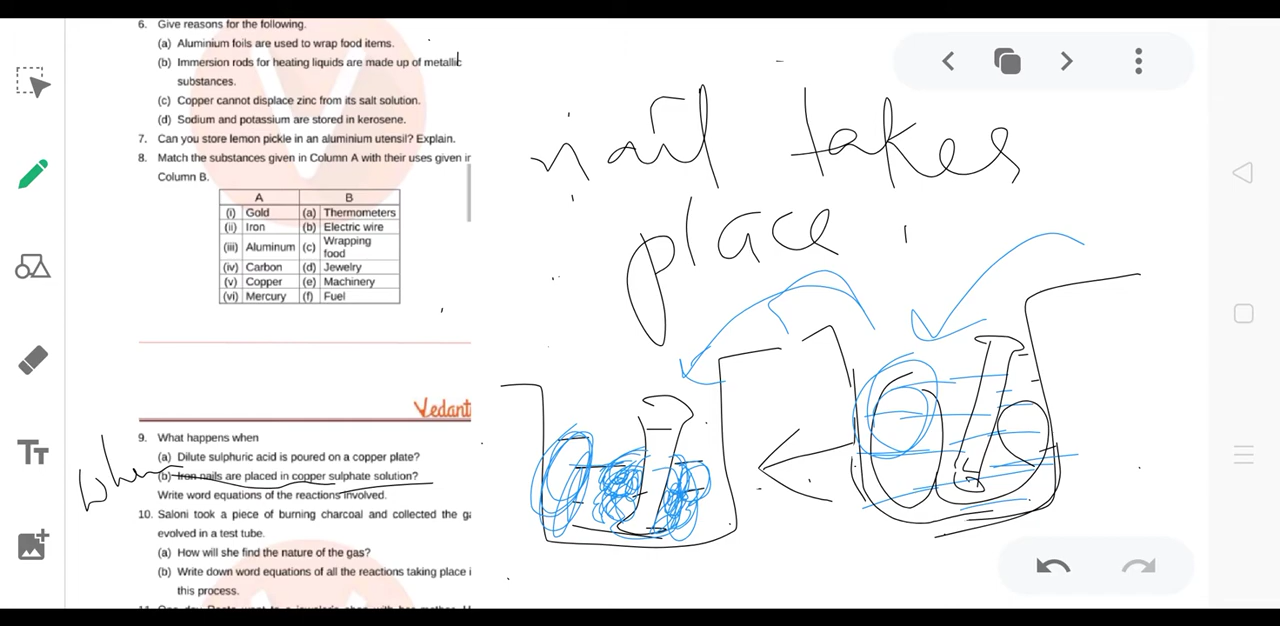 6. Give reasons for the following.
(a) Aluminium foils are used to wrap food items.
(b) Immersion rods for heating liquids are made up of metallic
substances.
(c) Copper cannot displace zinc from its salt solution.
(d) Sodium and potassium are stored in kerosene.
7. Can you store lemon pickle in an aluminium utensil? Explain.
8. Match the substances given in Column A with their uses given in
Column B.
A B
(i) Gold (a) Thermometers
(ii) Iron (b) Electric wire
(iii) Aluminum (c) Wrapping food
(iv) Carbon (d) Jewelry
(v) Copper (e) Machinery
(vi) Mercury (f) Fuel
Vedant
9. What happens when
(a) Dilute sulphuric acid is poured on a copper plate?
(b) Iron nails are placed in copper sulphate solution?
Write word equations of the reactions involved.
10. Saloni took a piece of burning charcoal and collected the ga
evolved in a test tube.
(a) How will she find the nature of the gas?
(b) Write down word equations of all the reactions taking place i
this process.
when
nail takes
place.
Tt